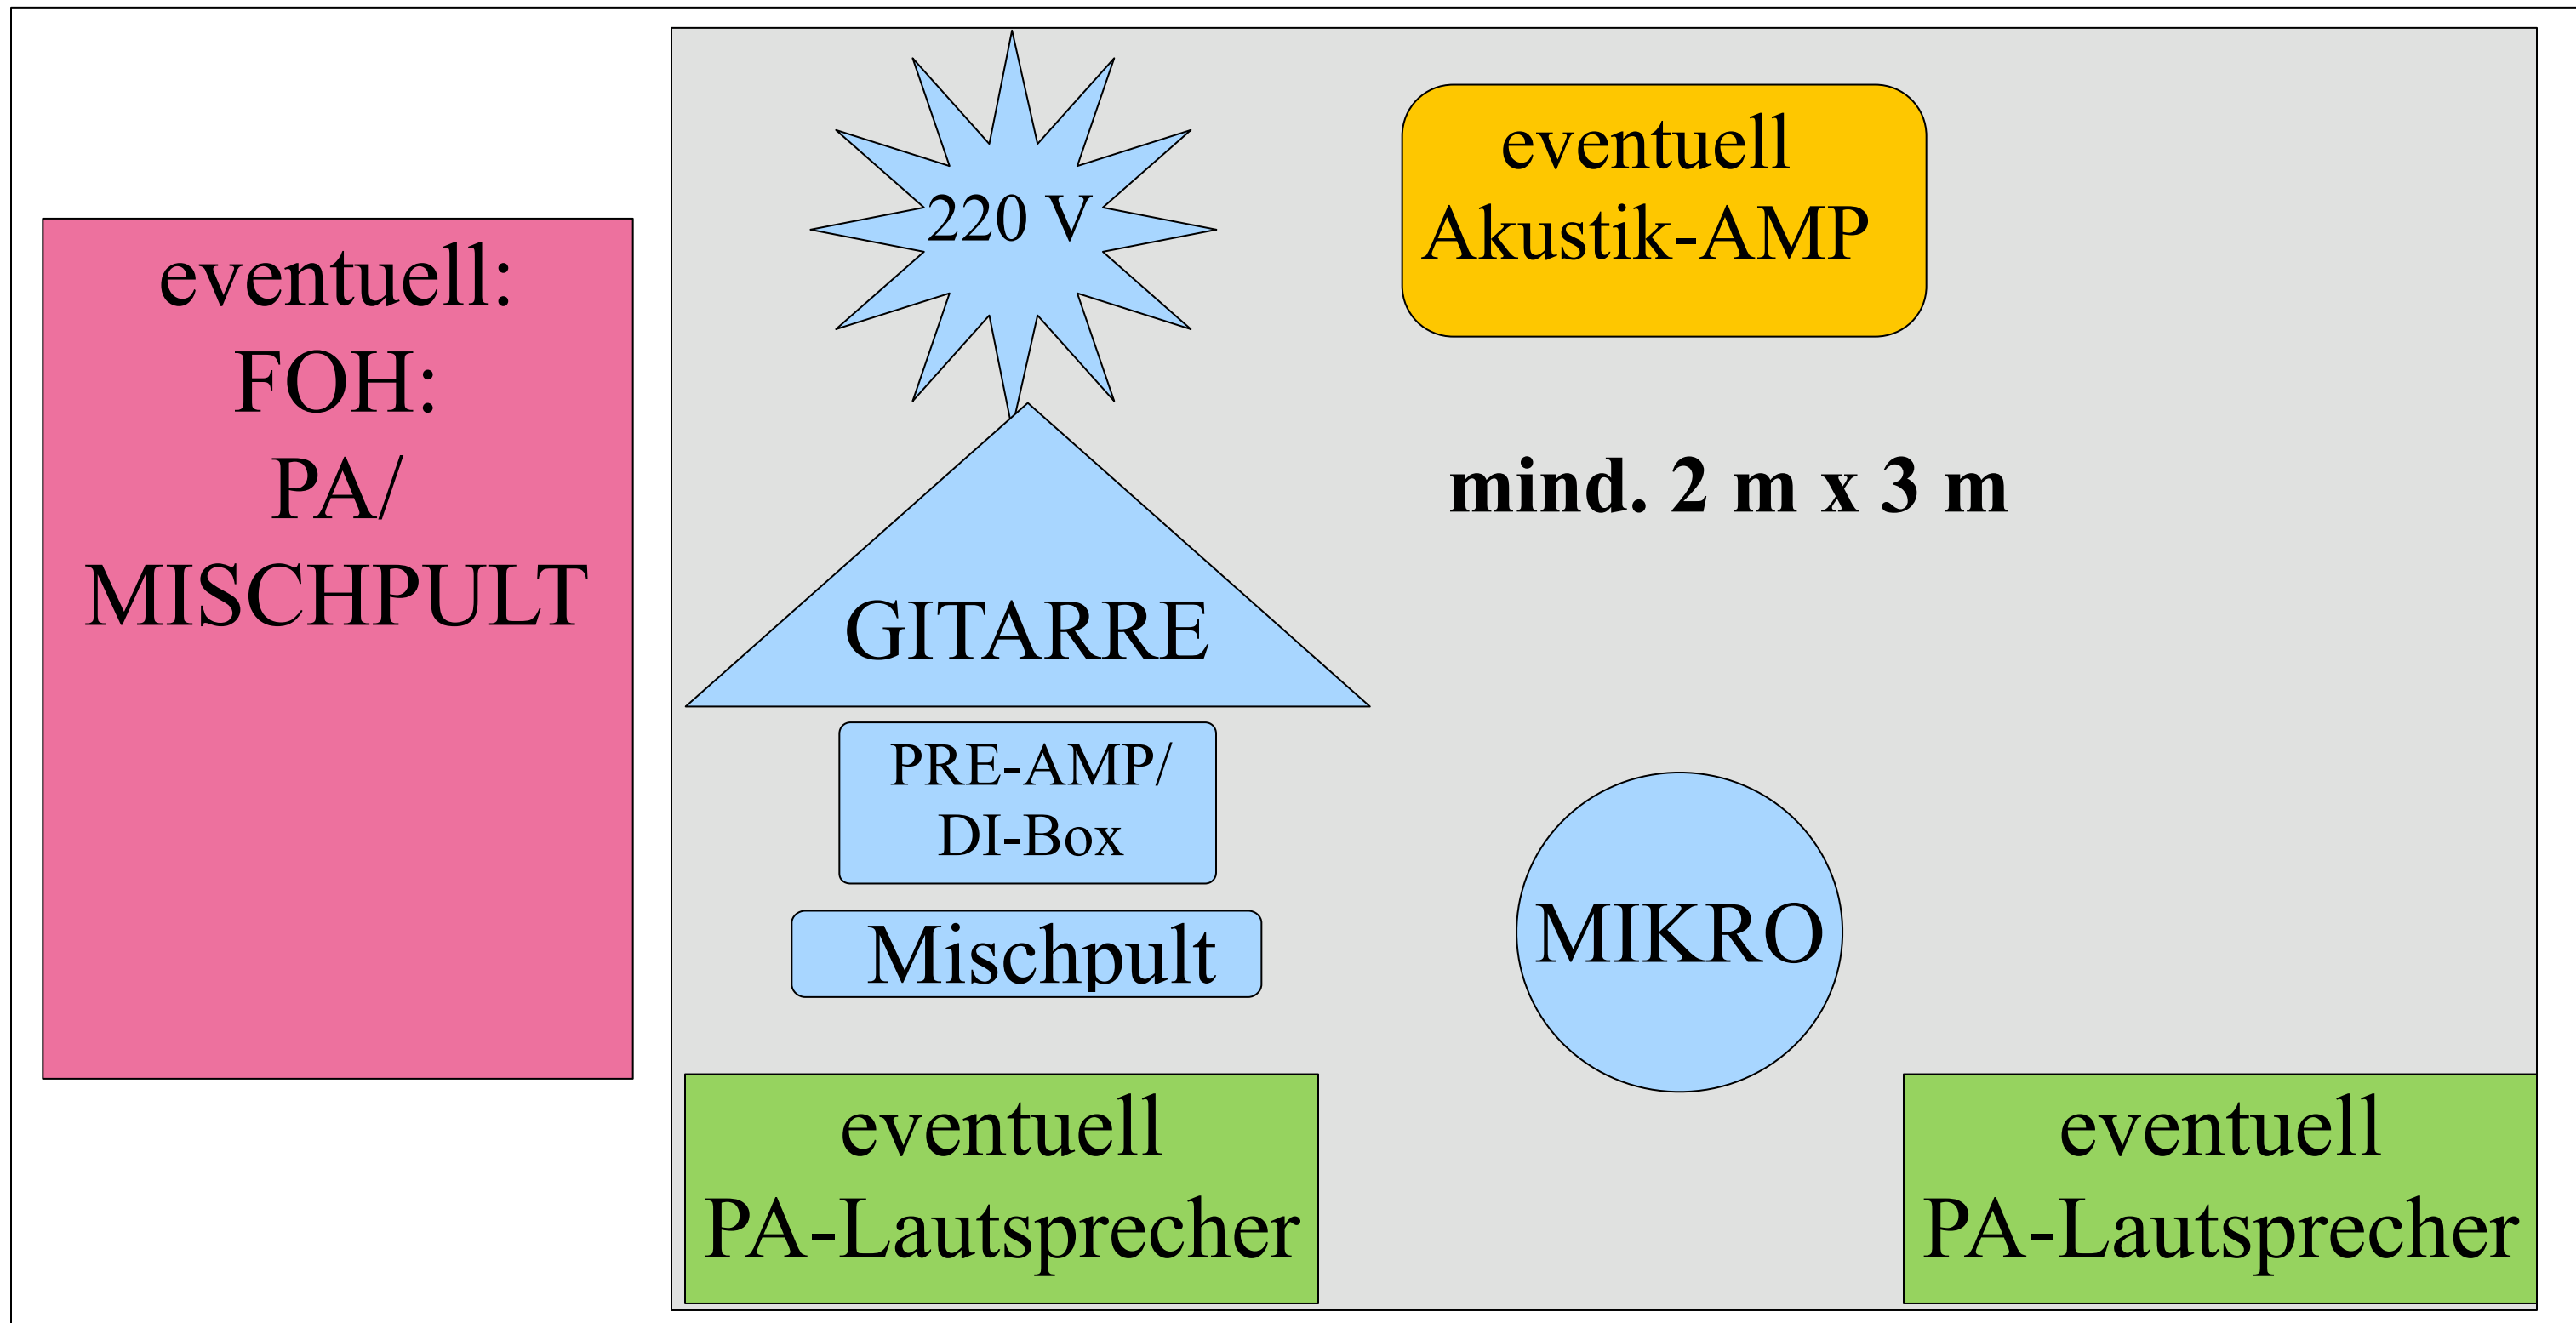 eventuell:
FOH:
PA/
MISCHPULT
220 V
eventuell
Akustik-AMP
mind. 2 m x 3 m
GITARRE
PRE-AMP/
DI-Box
Mischpult
MIKRO
eventuell
PA-Lautsprecher
eventuell
PA-Lautsprecher